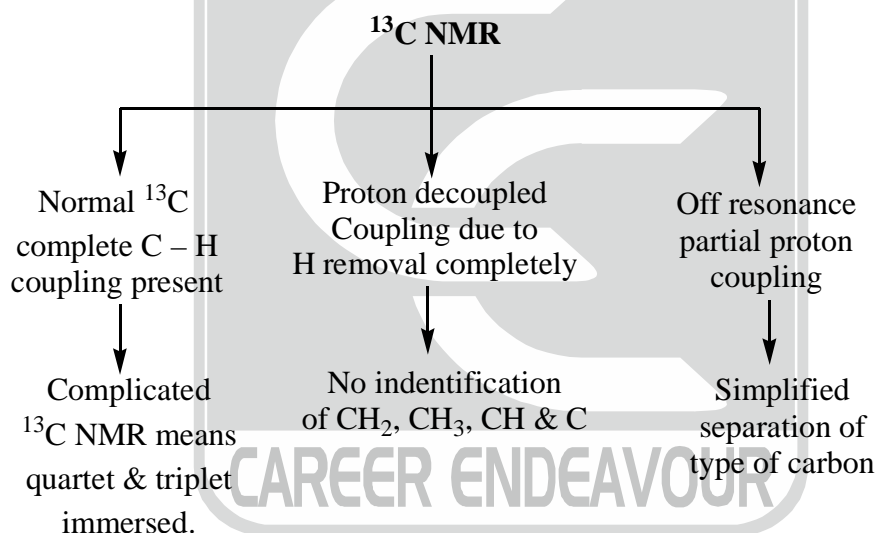 ¹³C NMR
Normal ¹³C
complete C – H
coupling present
Proton decoupled
Coupling due to
H removal completely
Off resonance
partial proton
coupling
Complicated
¹³C NMR means
quartet & triplet
immersed.
No indentification
of CH₂, CH₃, CH & C
Simplified
separation of
type of carbon
CAREER ENDEAVOUR